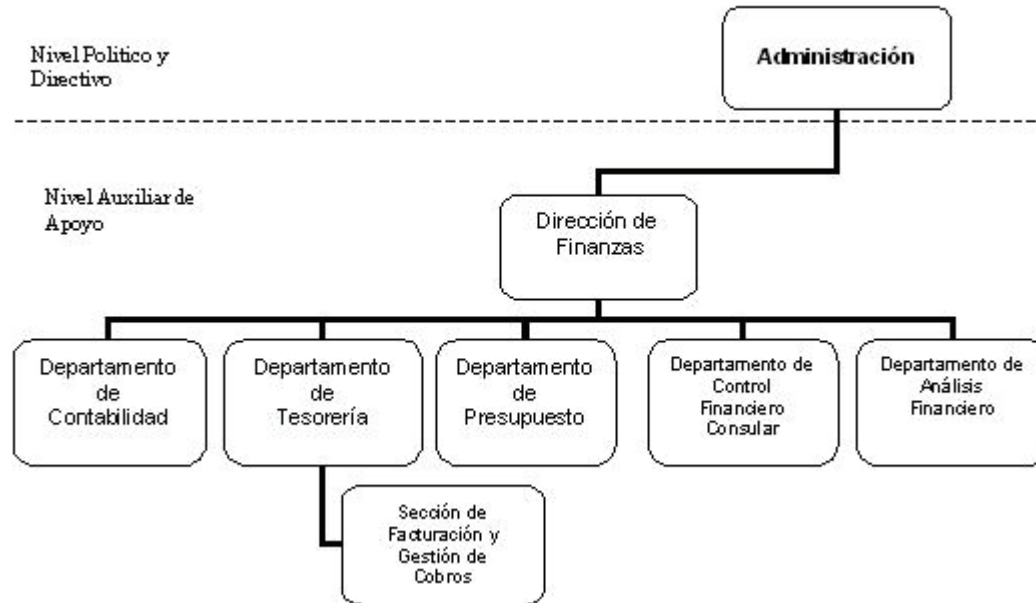 Nivel Politico y
Directivo
Administración
Nivel Auxiliar de
Apoyo
Dirección de
Finanzas
Departamento
de
Contabilidad
Departamento
de
Tesorería
Departamento
de
Presupuesto
Departamento de
Control
Financiero
Consular
Departamento de
Análisis
Financiero
Sección de
Facturación y
Gestión de
Cobros